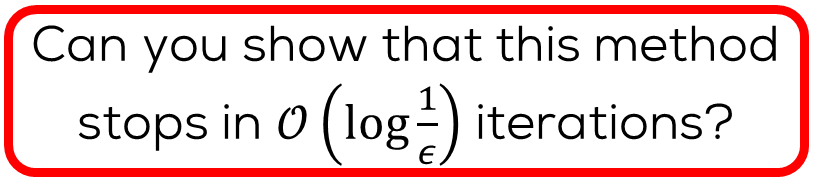 Can you show that this method
stops in 𝒪(log 1/ϵ) iterations?